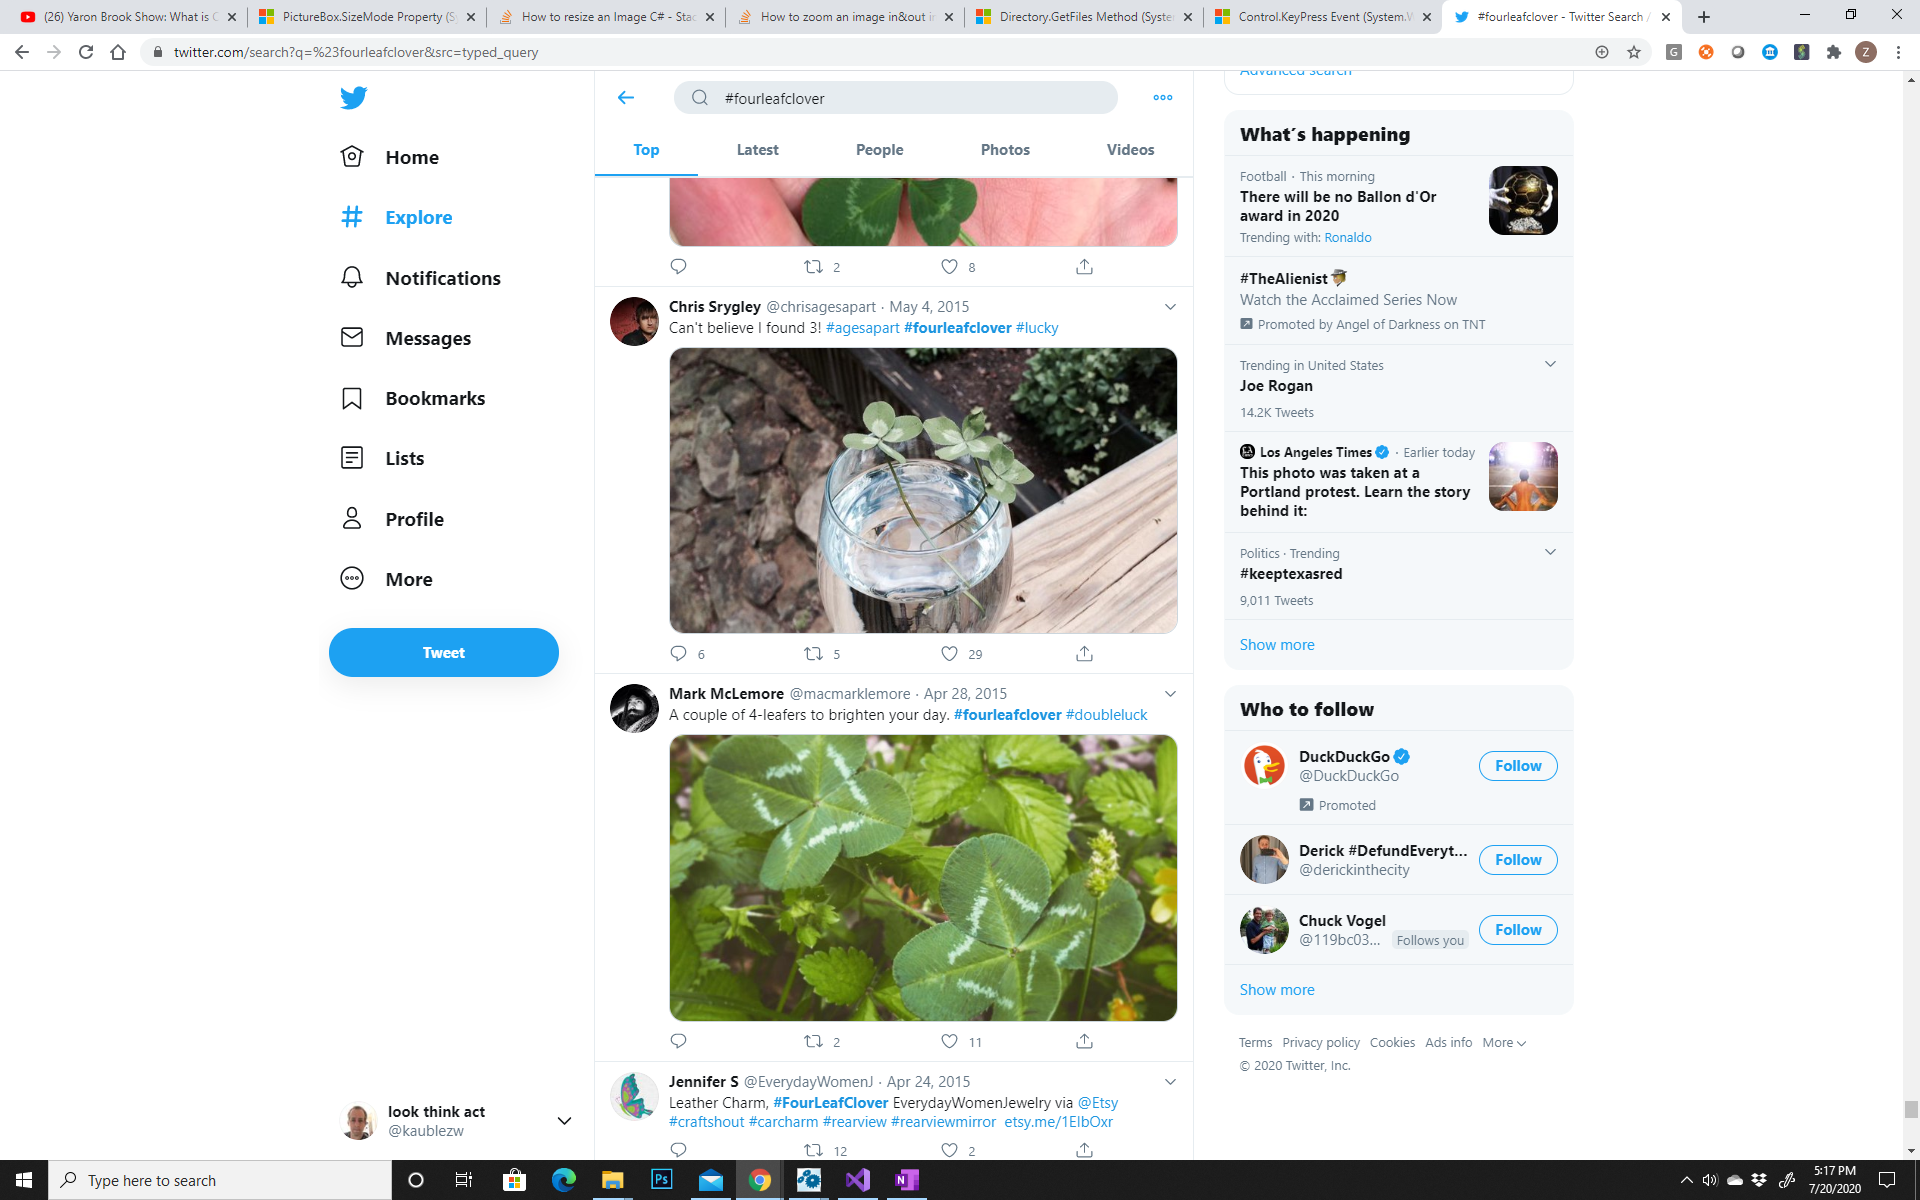 (26) Yaron Brook Show: What is C
PictureBox.SizeMode Property (Sy
How to resize an Image C# - Stac
How to zoom an image in&out in
Directory.GetFiles Method (Syste
Control.KeyPress Event (System.W
#fourleafclover - Twitter Search /
twitter.com/search?q=%23fourleafclover&src=typed_query
Z
Home
Explore
Notifications
Messages
Bookmarks
Lists
Profile
More
Tweet
look think act
@kaublezw
#fourleafclover
Top Latest People Photos Videos
2 8
Chris Srygley @chrisagesapart · May 4, 2015
Can't believe I found 3! #agesapart #fourleafclover #lucky
6 5 29
Mark McLemore @macmarklemore · Apr 28, 2015
A couple of 4-leafers to brighten your day. #fourleafclover #doubleluck
2 11
Jennifer S @EverydayWomenJ · Apr 24, 2015
Leather Charm, #FourLeafClover EverydayWomenJewelry via @Etsy
#craftshout #carcharm #rearview #rearviewmirror etsy.me/1ElbOxr
12 2
Advanced search
What's happening
Football · This morning
There will be no Ballon d'Or
award in 2020
Trending with: Ronaldo
#TheAlienist
Watch the Acclaimed Series Now
Promoted by Angel of Darkness on TNT
Trending in United States
Joe Rogan
14.2K Tweets
Los Angeles Times · Earlier today
This photo was taken at a
Portland protest. Learn the story
behind it:
Politics · Trending
#keeptexasred
9,011 Tweets
Show more
Who to follow
DuckDuckGo
@DuckDuckGo
Follow
Promoted
Derick #DefundEveryt...
@derickinthecity
Follow
Chuck Vogel
@119bc03... Follows you
Follow
Show more
Terms Privacy policy Cookies Ads info More
© 2020 Twitter, Inc.
Type here to search
Ps
N
5:17 PM
7/20/2020